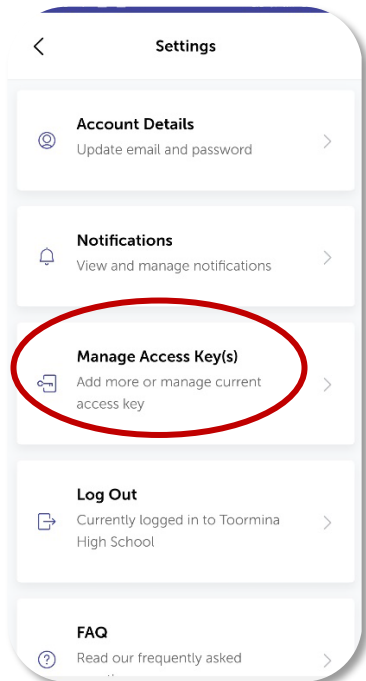 Settings
Account Details
Update email and password
Notifications
View and manage notifications
Manage Access Key(s)
Add more or manage current
access key
Log Out
Currently logged in to Toormina
High School
FAQ
Read our frequently asked